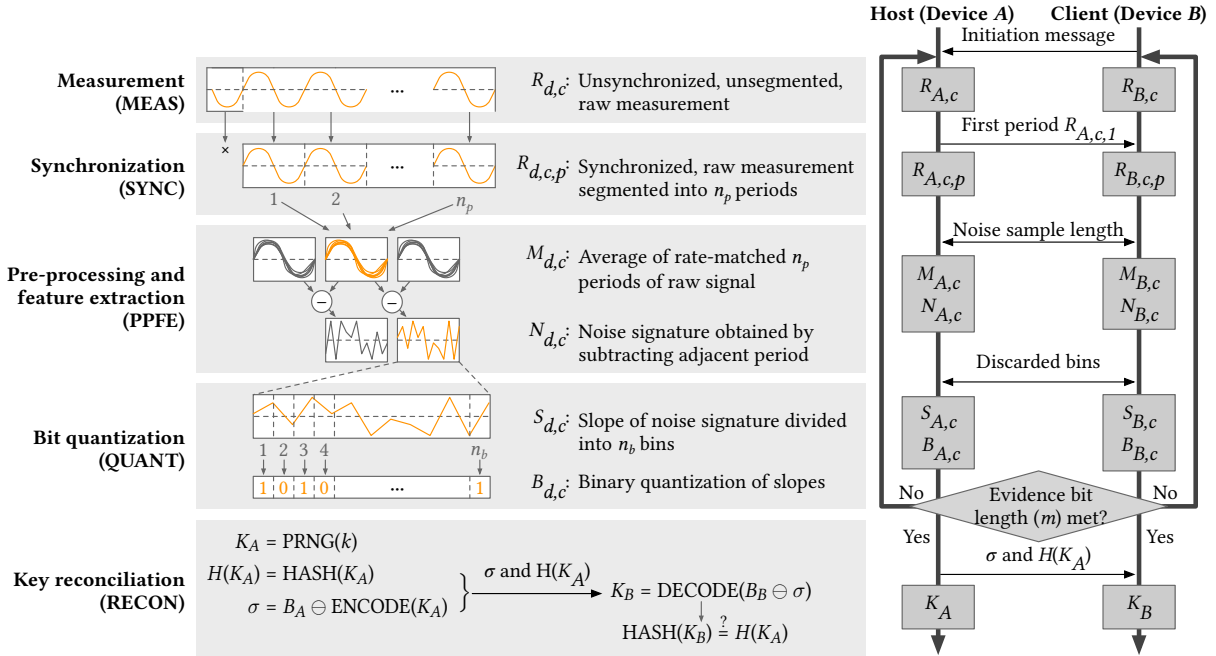 Measurement
(MEAS)
R_{d,c}: Unsynchronized, unsegmented,
raw measurement
...
×
Synchronization
(SYNC)
R_{d,c,p}: Synchronized, raw measurement
segmented into n_p periods
...
1 2 n_p
Pre-processing and
feature extraction
(PPFE)
M_{d,c}: Average of rate-matched n_p
periods of raw signal
− −
N_{d,c}: Noise signature obtained by
subtracting adjacent period
Bit quantization
(QUANT)
S_{d,c}: Slope of noise signature divided
into n_b bins
1 2 3 4 n_b
1 0 1 0 ... 1
B_{d,c}: Binary quantization of slopes
Key reconciliation
(RECON)
K_A = PRNG(k)
H(K_A) = HASH(K_A)
σ = B_A ⊖ ENCODE(K_A)
σ and H(K_A)
K_B = DECODE(B_B ⊖ σ)
HASH(K_B) ≟ H(K_A)
Host (Device A) Client (Device B)
Initiation message
R_{A,c} R_{B,c}
First period R_{A,c,1}
R_{A,c,p} R_{B,c,p}
Noise sample length
M_{A,c} M_{B,c}
N_{A,c} N_{B,c}
Discarded bins
S_{A,c} S_{B,c}
B_{A,c} B_{B,c}
No Evidence bit No
length (m) met?
Yes Yes
σ and H(K_A)
K_A K_B